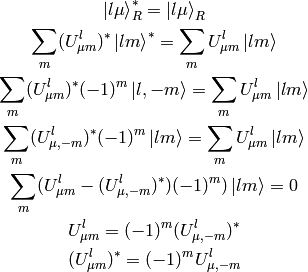 |lμ⟩*_R = |lμ⟩_R
∑_m (U^l_{μm})* |lm⟩* = ∑_m U^l_{μm} |lm⟩
∑_m (U^l_{μm})* (-1)^m |l, -m⟩ = ∑_m U^l_{μm} |lm⟩
∑_m (U^l_{μ,-m})* (-1)^m |lm⟩ = ∑_m U^l_{μm} |lm⟩
∑_m (U^l_{μm} - (U^l_{μ,-m})*)(-1)^m) |lm⟩ = 0
U^l_{μm} = (-1)^m (U^l_{μ,-m})*
(U^l_{μm})* = (-1)^m U^l_{μ,-m}